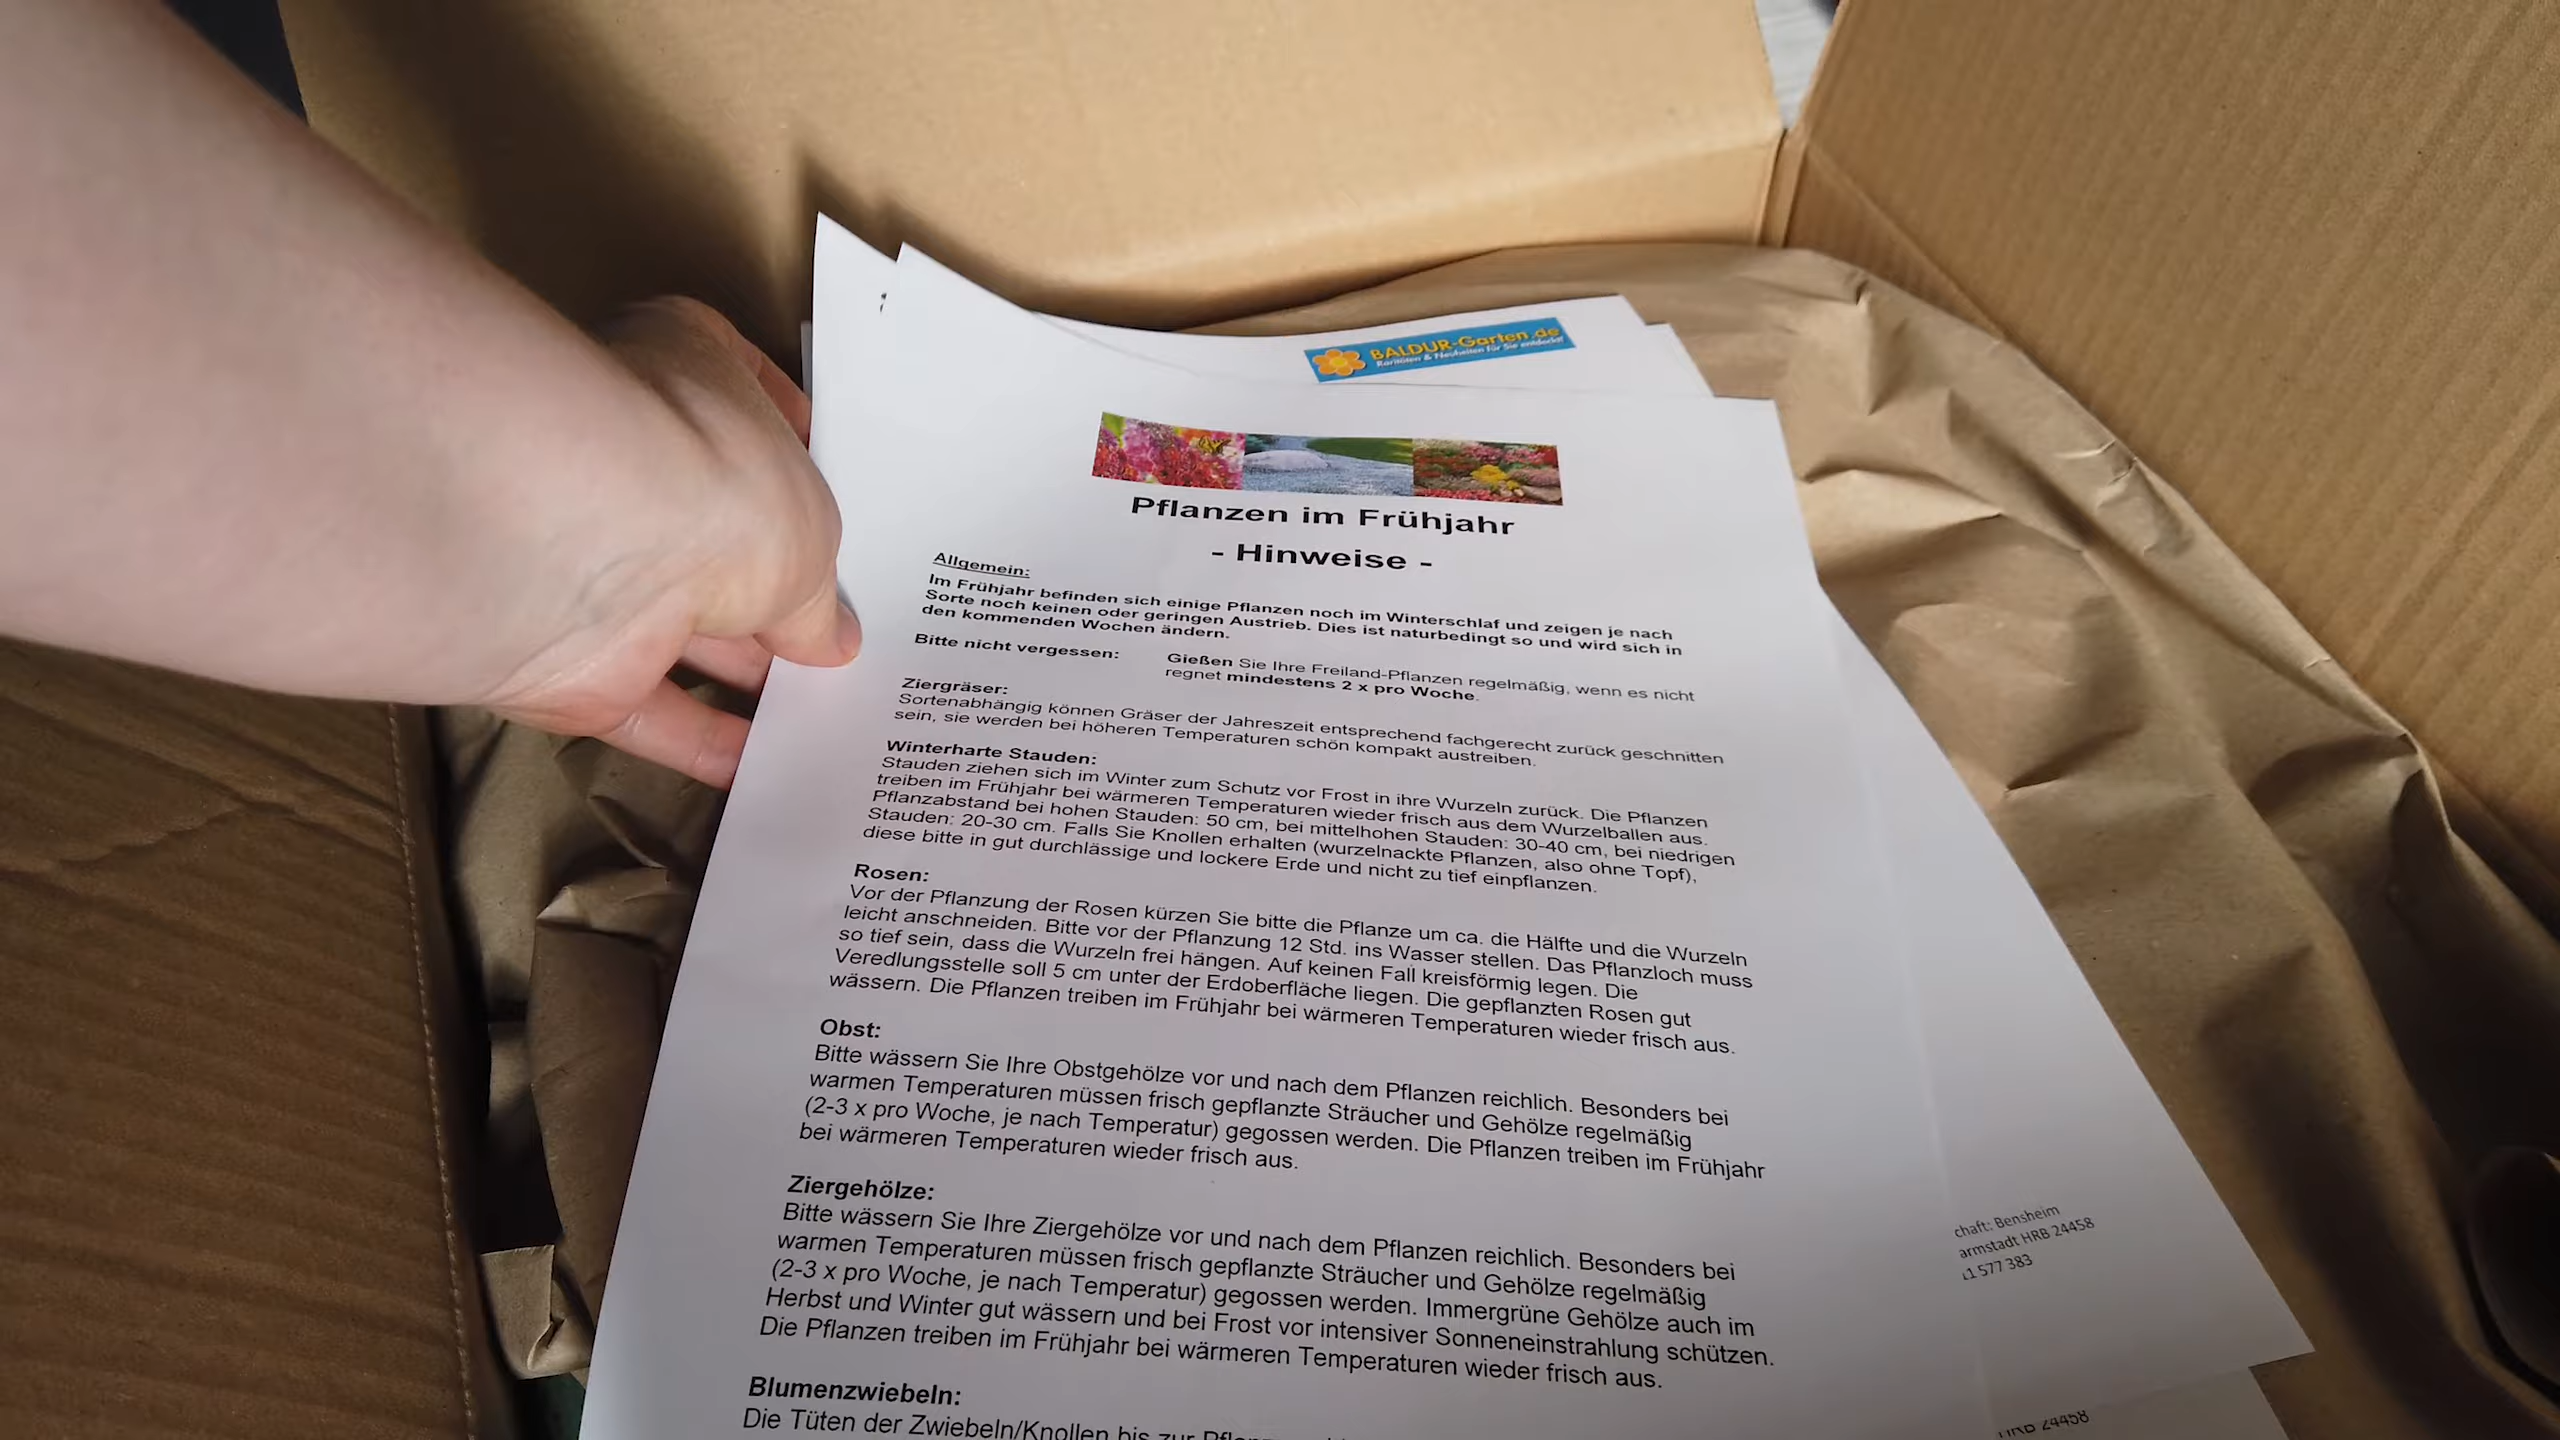 BALDUR-Garten.de
Raritäten & Neuheiten für Sie entdeckt!
Pflanzen im Frühjahr
- Hinweise -
Allgemein:
Im Frühjahr befinden sich einige Pflanzen noch im Winterschlaf und zeigen je nach
Sorte noch keinen oder geringen Austrieb. Dies ist naturbedingt so und wird sich in
den kommenden Wochen ändern.
Bitte nicht vergessen: Gießen Sie Ihre Freiland-Pflanzen regelmäßig, wenn es nicht
regnet mindestens 2 x pro Woche.
Ziergräser:
Sortenabhängig können Gräser der Jahreszeit entsprechend fachgerecht zurück geschnitten
sein, sie werden bei höheren Temperaturen schön kompakt austreiben.
Winterharte Stauden:
Stauden ziehen sich im Winter zum Schutz vor Frost in ihre Wurzeln zurück. Die Pflanzen
treiben im Frühjahr bei wärmeren Temperaturen wieder frisch aus dem Wurzelballen aus.
Pflanzabstand bei hohen Stauden: 50 cm, bei mittelhohen Stauden: 30-40 cm, bei niedrigen
Stauden: 20-30 cm. Falls Sie Knollen erhalten (wurzelnackte Pflanzen, also ohne Topf),
diese bitte in gut durchlässige und lockere Erde und nicht zu tief einpflanzen.
Rosen:
Vor der Pflanzung der Rosen kürzen Sie bitte die Pflanze um ca. die Hälfte und die Wurzeln
leicht anschneiden. Bitte vor der Pflanzung 12 Std. ins Wasser stellen. Das Pflanzloch muss
so tief sein, dass die Wurzeln frei hängen. Auf keinen Fall kreisförmig legen. Die
Veredlungsstelle soll 5 cm unter der Erdoberfläche liegen. Die gepflanzten Rosen gut
wässern. Die Pflanzen treiben im Frühjahr bei wärmeren Temperaturen wieder frisch aus.
Obst:
Bitte wässern Sie Ihre Obstgehölze vor und nach dem Pflanzen reichlich. Besonders bei
warmen Temperaturen müssen frisch gepflanzte Sträucher und Gehölze regelmäßig
(2-3 x pro Woche, je nach Temperatur) gegossen werden. Die Pflanzen treiben im Frühjahr
bei wärmeren Temperaturen wieder frisch aus.
Ziergehölze:
Bitte wässern Sie Ihre Ziergehölze vor und nach dem Pflanzen reichlich. Besonders bei
warmen Temperaturen müssen frisch gepflanzte Sträucher und Gehölze regelmäßig
(2-3 x pro Woche, je nach Temperatur) gegossen werden. Immergrüne Gehölze auch im
Herbst und Winter gut wässern und bei Frost vor intensiver Sonneneinstrahlung schützen.
Die Pflanzen treiben im Frühjahr bei wärmeren Temperaturen wieder frisch aus.
Blumenzwiebeln:
Die Tüten der Zwiebeln/Knollen bis zur
chaft: Bensheim
armstadt HRB 24458
1 577 383
HRB 24458